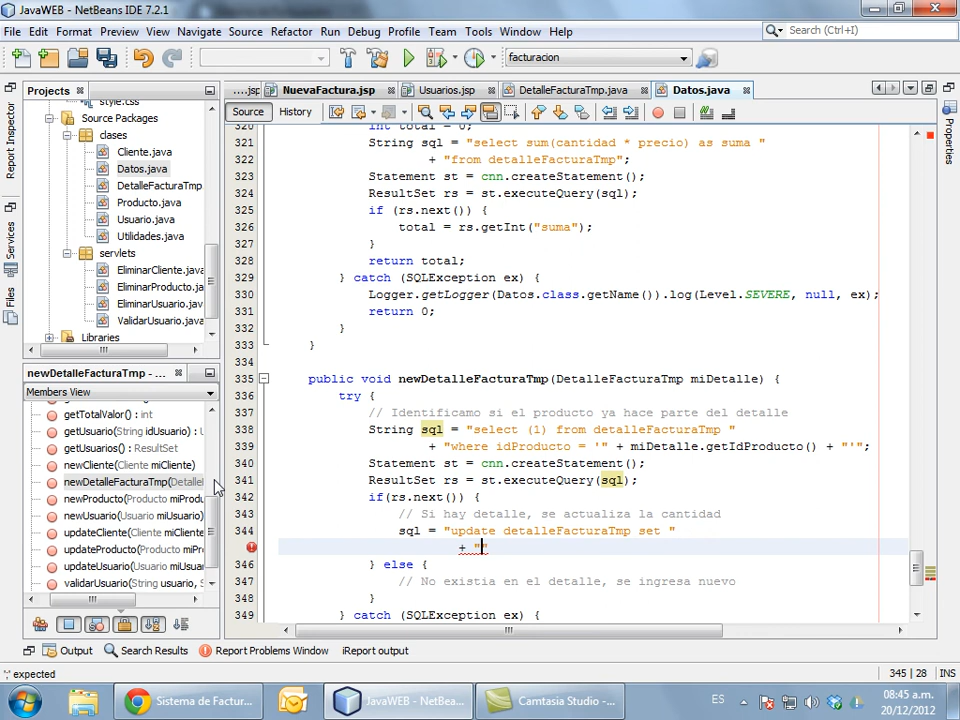 JavaWEB - NetBeans IDE 7.2.1
File Edit Format Preview View Navigate Source Refactor Run Debug Profile Team Tools Window Help
Search (Ctrl+I)
facturacion
Projects
...jsp NuevaFactura.jsp Usuarios.jsp DetalleFacturaTmp.java Datos.java
Source History
Report Inspector
Services
Files
Properties
style.css
Source Packages
clases
Cliente.java
Datos.java
DetalleFacturaTmp
Producto.java
Usuario.java
Utilidades.java
servlets
EliminarCliente.java
EliminarProducto.java
EliminarUsuario.java
ValidarUsuario.java
Libraries
newDetalleFacturaTmp - ...
Members View
getTotalValor() : int
getUsuario(String idUsuario) : U
getUsuarios() : ResultSet
newCliente(Cliente miCliente)
newDetalleFacturaTmp(Detalle
newProducto(Producto miProdu
newUsuario(Usuario miUsuario)
updateCliente(Cliente miCliente
updateProducto(Producto miPr
updateUsuario(Usuario miUsuar
validarUsuario(String usuario, 
320 int total = 0;
321 String sql = "select sum(cantidad * precio) as suma "
322 + "from detalleFacturaTmp";
323 Statement st = cnn.createStatement();
324 ResultSet rs = st.executeQuery(sql);
325 if (rs.next()) {
326 total = rs.getInt("suma");
327 }
328 return total;
329 } catch (SQLException ex) {
330 Logger.getLogger(Datos.class.getName()).log(Level.SEVERE, null, ex);
331 return 0;
332 }
333 }
334
335 public void newDetalleFacturaTmp(DetalleFacturaTmp miDetalle) {
336 try {
337 // Identificamo si el producto ya hace parte del detalle
338 String sql = "select (1) from detalleFacturaTmp "
339 + "where idProducto = '" + miDetalle.getIdProducto() + "'";
340 Statement st = cnn.createStatement();
341 ResultSet rs = st.executeQuery(sql);
342 if(rs.next()) {
343 // Si hay detalle, se actualiza la cantidad
344 sql = "update detalleFacturaTmp set "
+ ""
346 } else {
347 // No existia en el detalle, se ingresa nuevo
348 }
349 } catch (SQLException ex) {
Output Search Results Report Problems Window iReport output
';' expected
345 | 28 INS
Sistema de Factur... JavaWEB - NetBe... Camtasia Studio -... ES
08:45 a.m.
20/12/2012